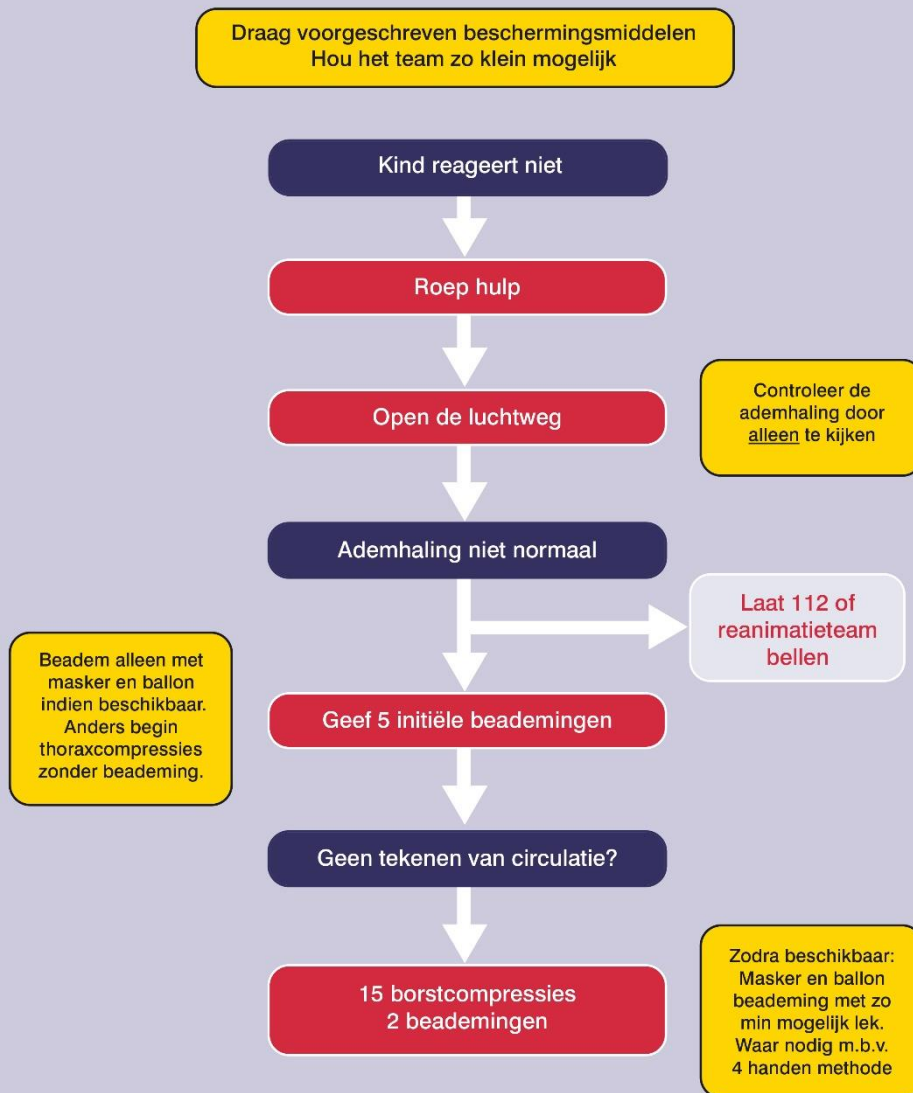 Draag voorgeschreven beschermingsmiddelen
Hou het team zo klein mogelijk
Kind reageert niet
Roep hulp
Open de luchtweg
Controleer de
ademhaling door
alleen te kijken
Ademhaling niet normaal
Laat 112 of
reanimatieteam
bellen
Beadem alleen met
masker en ballon
indien beschikbaar.
Anders begin
thoraxcompressies
zonder beademing.
Geef 5 initiële beademingen
Geen tekenen van circulatie?
15 borstcompressies
2 beademingen
Zodra beschikbaar:
Masker en ballon
beademing met zo
min mogelijk lek.
Waar nodig m.b.v.
4 handen methode